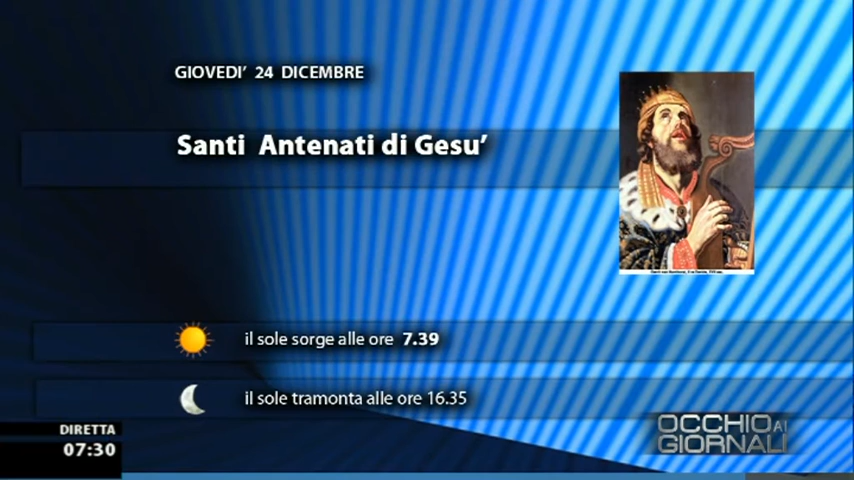 GIOVEDI' 24 DICEMBRE
Santi Antenati di Gesu'
il sole sorge alle ore 7.39
il sole tramonta alle ore 16.35
DIRETTA
07:30
OCCHIO AI
GIORNALI